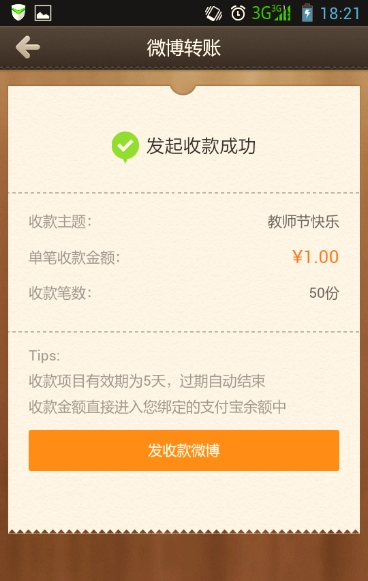 3G 3G 18:21
微博转账
发起收款成功
收款主题： 教师节快乐
单笔收款金额： ¥1.00
收款笔数： 50份
Tips:
收款项目有效期为5天，过期自动结束
收款金额直接进入您绑定的支付宝余额中
发收款微博